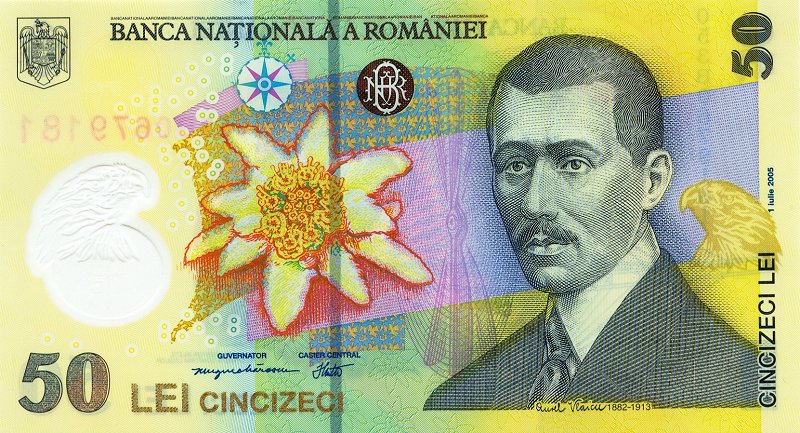 BANCA NAȚIONALĂ A ROMÂNIEI
50
0679181
1 iulie 2005
GUVERNATOR
CASIER CENTRAL
50 LEI CINCIZECI
Aurel Vlaicu 1882-1913
CINCIZECI LEI